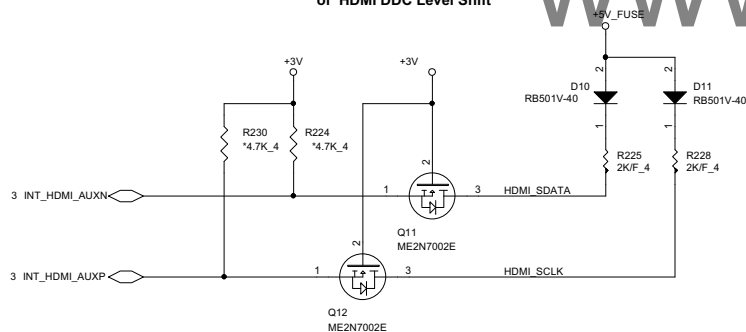 of HDMI DDC Level Shift
WWW
+5V_FUSE
+3V
+3V
2
2
D10
RB501V-40
D11
RB501V-40
1
1
R230
*4.7K_4
R224
*4.7K_4
R225
2K/F_4
R228
2K/F_4
2
3 INT_HDMI_AUXN
1
3
HDMI_SDATA
Q11
ME2N7002E
2
3 INT_HDMI_AUXP
1
3
HDMI_SCLK
Q12
ME2N7002E